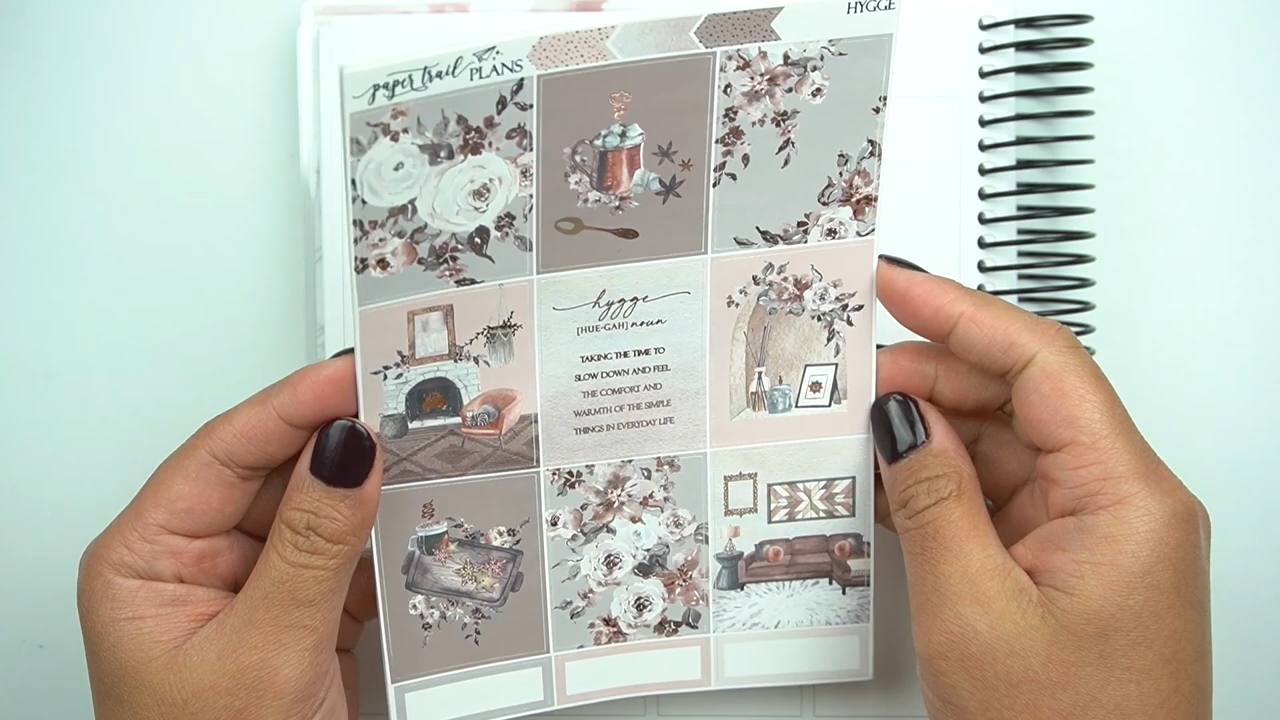 HYGGE
paper trail PLANS
hygge
[HUE-GAH] noun
TAKING THE TIME TO
SLOW DOWN AND FEEL
THE COMFORT AND
WARMTH OF THE SIMPLE
THINGS IN EVERYDAY LIFE